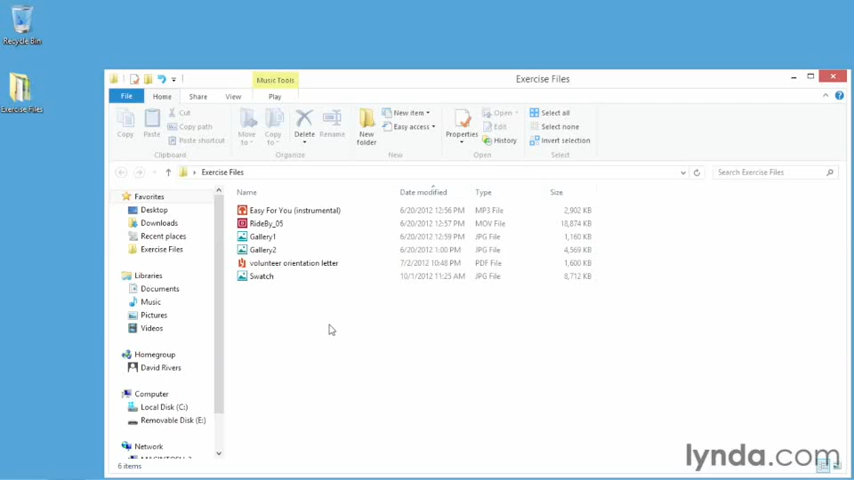 Recycle Bin
Exercise Files
Music Tools
Exercise Files
File
Home
Share
View
Play
Copy
Paste
Cut
Copy path
Paste shortcut
Clipboard
Move to
Copy to
Delete
Rename
Organize
New folder
New item
Easy access
New
Properties
Open
Edit
History
Open
Select all
Select none
Invert selection
Select
Exercise Files
Search Exercise Files
Favorites
Desktop
Downloads
Recent places
Exercise Files
Libraries
Documents
Music
Pictures
Videos
Homegroup
David Rivers
Computer
Local Disk (C:)
Removable Disk (E:)
Network
Name Date modified Type Size
Easy For You (instrumental) 6/20/2012 12:56 PM MP3 File 2,902 KB
RideBy_05 6/20/2012 12:57 PM MOV File 18,874 KB
Gallery1 6/20/2012 12:59 PM JPG File 1,160 KB
Gallery2 6/20/2012 1:00 PM JPG File 4,569 KB
volunteer orientation letter 7/2/2012 10:48 PM PDF File 1,600 KB
Swatch 10/1/2012 11:25 AM JPG File 8,712 KB
6 items
lynda.com